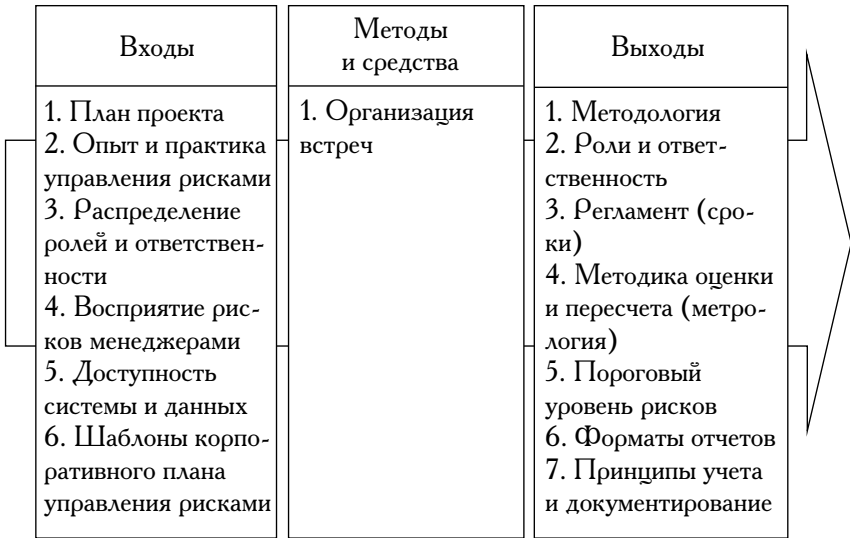 Входы
1. План проекта
2. Опыт и практика
управления рисками
3. Распределение
ролей и ответствен-
ности
4. Восприятие рис-
ков менеджерами
5. Доступность
системы и данных
6. Шаблоны корпо-
ративного плана
управления рисками
Методы
и средства
1. Организация
встреч
Выходы
1. Методология
2. Роли и ответ-
ственность
3. Регламент (сро-
ки)
4. Методика оценки
и пересчета (метро-
логия)
5. Пороговый
уровень рисков
6. Форматы отчетов
7. Принципы учета
и документирование